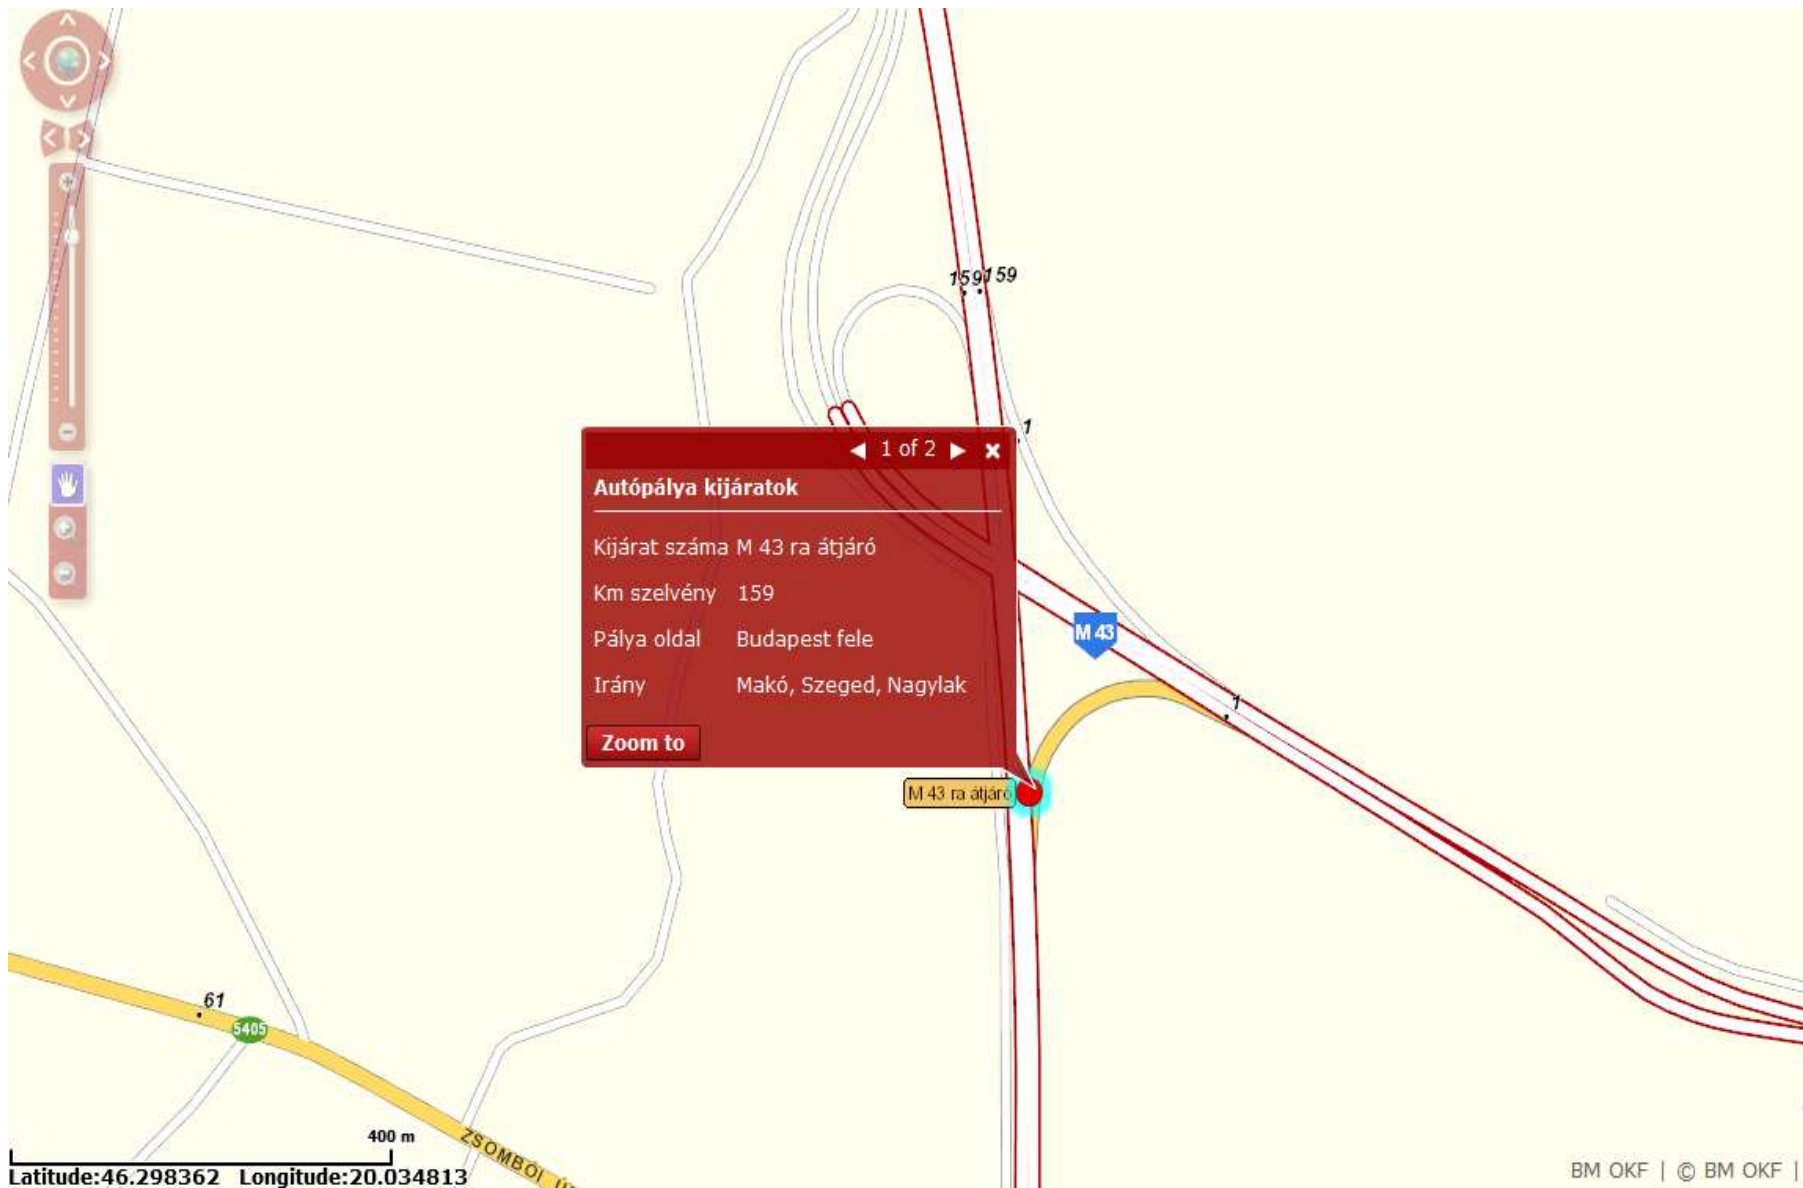 159 159
1
1 of 2
Autópálya kijáratok
Kijárat száma M 43 ra átjáró
Km szelvény 159
Pálya oldal Budapest fele
Irány Makó, Szeged, Nagylak
Zoom to
M 43
1
M 43 ra átjáró
61
5405
400 m
ZSOMBÓI
Latitude:46.298362 Longitude:20.034813
BM OKF | © BM OKF |